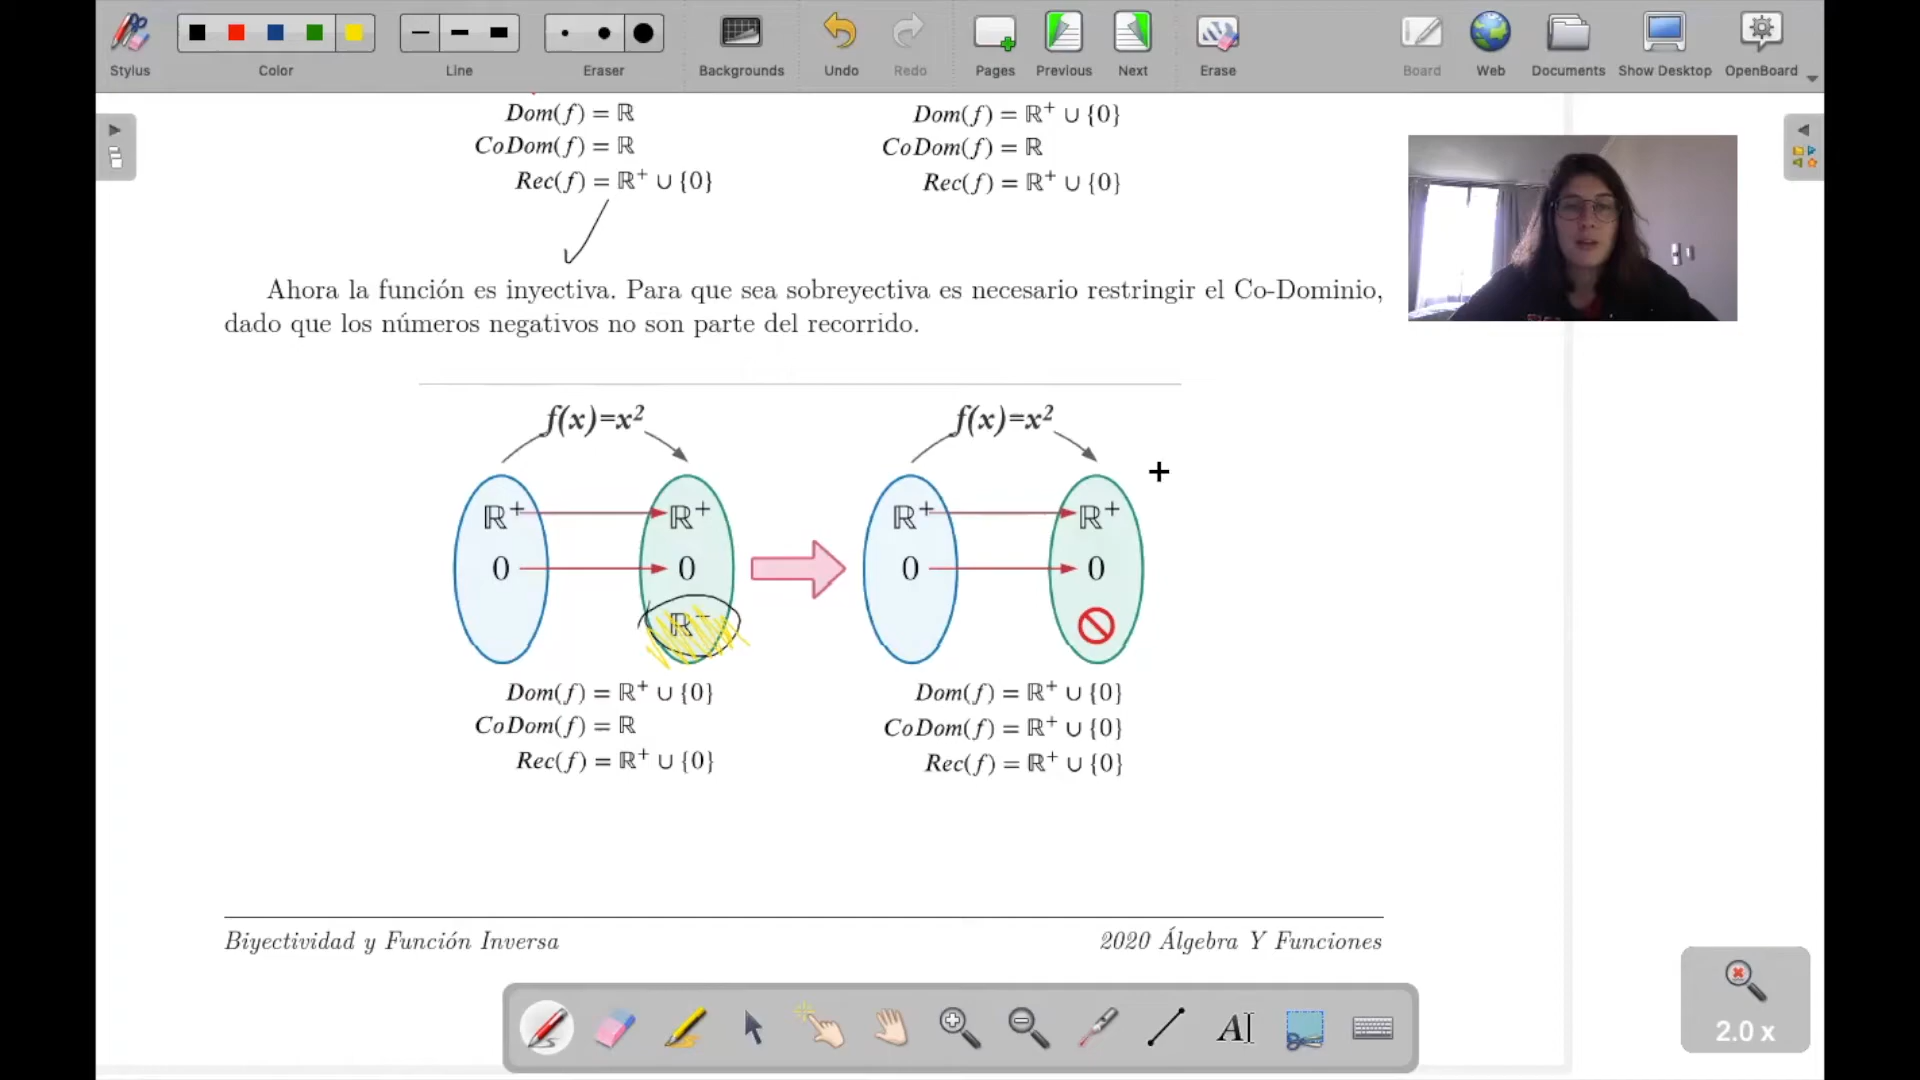 Stylus Color Line Eraser Backgrounds Undo Redo Pages Previous Next Erase Board Web Documents Show Desktop OpenBoard
Dom(f) = ℝ
CoDom(f) = ℝ
Rec(f) = ℝ⁺ ∪ {0}
Dom(f) = ℝ⁺ ∪ {0}
CoDom(f) = ℝ
Rec(f) = ℝ⁺ ∪ {0}
Ahora la función es inyectiva. Para que sea sobreyectiva es necesario restringir el Co-Dominio,
dado que los números negativos no son parte del recorrido.
f(x)=x²
ℝ⁺ ℝ⁺
0 0
ℝ⁻
Dom(f) = ℝ⁺ ∪ {0}
CoDom(f) = ℝ
Rec(f) = ℝ⁺ ∪ {0}
f(x)=x²
ℝ⁺ ℝ⁺
0 0
Dom(f) = ℝ⁺ ∪ {0}
CoDom(f) = ℝ⁺ ∪ {0}
Rec(f) = ℝ⁺ ∪ {0}
Biyectividad y Función Inversa 2020 Álgebra Y Funciones
AI
2.0 x